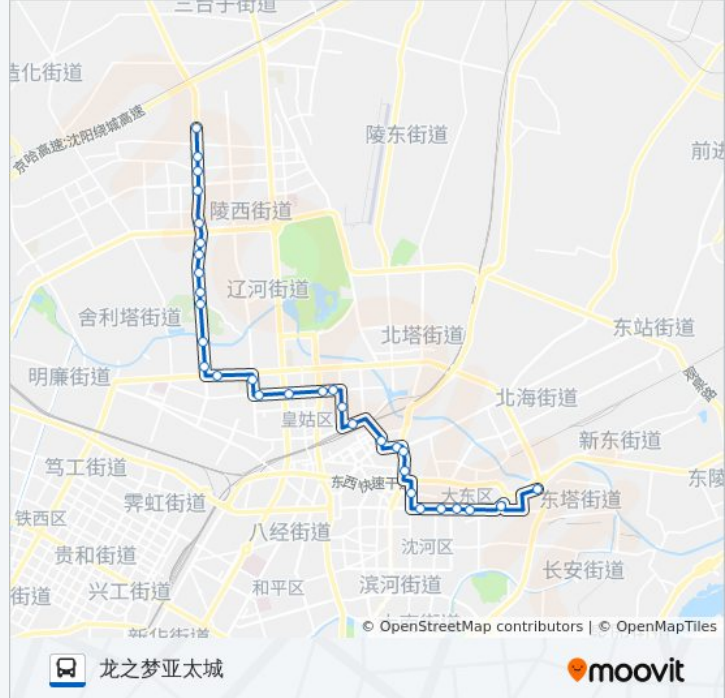 三台子街道
造化街道
京哈高速;沈阳绕城高速
陵东街道
前进
陵西街道
辽河街道
舍利塔街道
北塔街道
东站街道
明廉街道
北海街道
皇姑区
新东街道
笃工街道
东西快速干
大东区
东陵
霁虹街道
东塔街道
铁西区
八经街道
沈河区
贵和街道
长安街道
街道
兴工街道
和平区
滨河街道
© OpenStreetMap contributors | © OpenMapTiles
龙之梦亚太城
moovit